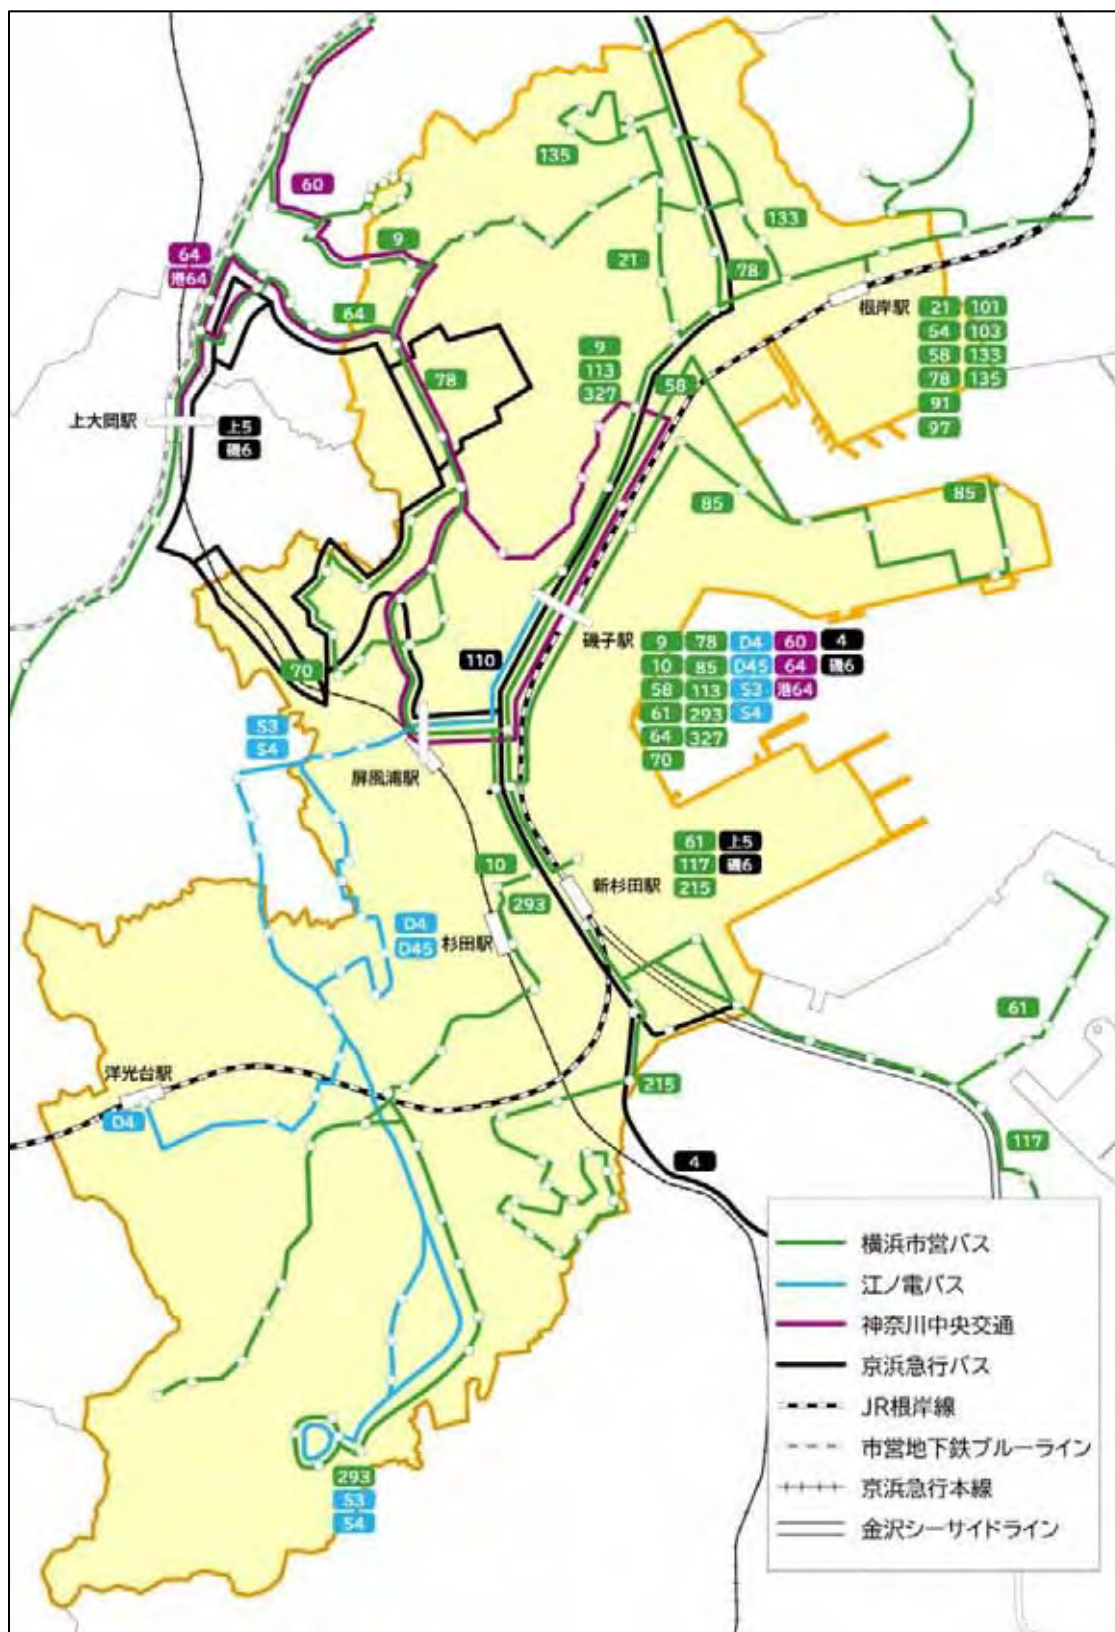 135
60
133
64
港64
9
21
78
64
根岸駅
21 101
54 103
58 133
78 135
91
97
9
113
327
58
78
上大岡駅
上5
磯6
85
85
磯子駅
9 78 D4 60 4
10 85 D45 64 磯6
58 113 S3 港64
61 293 S4
64 327
70
110
70
S3
S4
屏風浦駅
61 上5
117 磯6
215
10
新杉田駅
293
D4
D45
杉田駅
61
洋光台駅
D4
215
117
4
横浜市営バス
江ノ電バス
神奈川中央交通
京浜急行バス
JR根岸線
市営地下鉄ブルーライン
京浜急行本線
金沢シーサイドライン
293
S3
S4